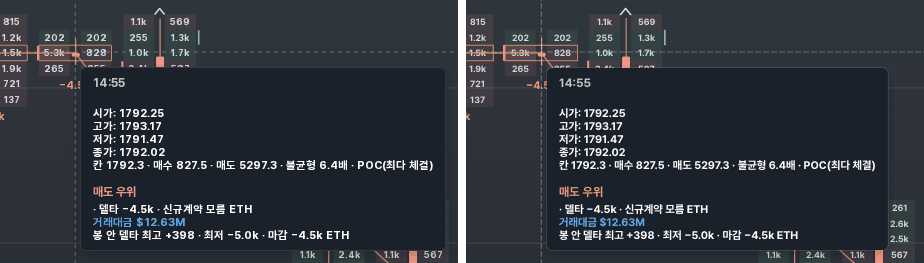 815 1.1k 569
1.2k 202 202 255 1.3k
1.5k 5.3k 828 1.0k 1.7k
1.9k 265
721
137
14:55
시가: 1792.25
고가: 1793.17
저가: 1791.47
종가: 1792.02
칸 1792.3 · 매수 827.5 · 매도 5297.3 · 불균형 6.4배 · POC(최다 체결)
매도 우위
· 델타 −4.5k · 신규계약 모름 ETH
거래대금 $12.63M
봉 안 델타 최고 +398 · 최저 −5.0k · 마감 −4.5k ETH
1.1k 2.4k 567
815 1.1k 569
1.2k 202 202 255 1.3k
1.5k 5.3k 828 1.0k 1.7k
1.9k 265
721
137
14:55
시가: 1792.25
고가: 1793.17
저가: 1791.47
종가: 1792.02
칸 1792.3 · 매수 827.5 · 매도 5297.3 · 불균형 6.4배 · POC(최다 체결)
매도 우위
· 델타 −4.5k · 신규계약 모름 ETH
거래대금 $12.63M
봉 안 델타 최고 +398 · 최저 −5.0k · 마감 −4.5k ETH
261
2.6k
2.5k
1.1k 2.4k 1.1k 567